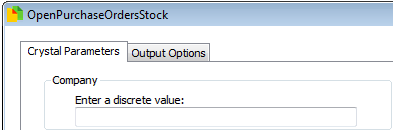 OpenPurchaseOrdersStock
Crystal Parameters Output Options
Company
Enter a discrete value: